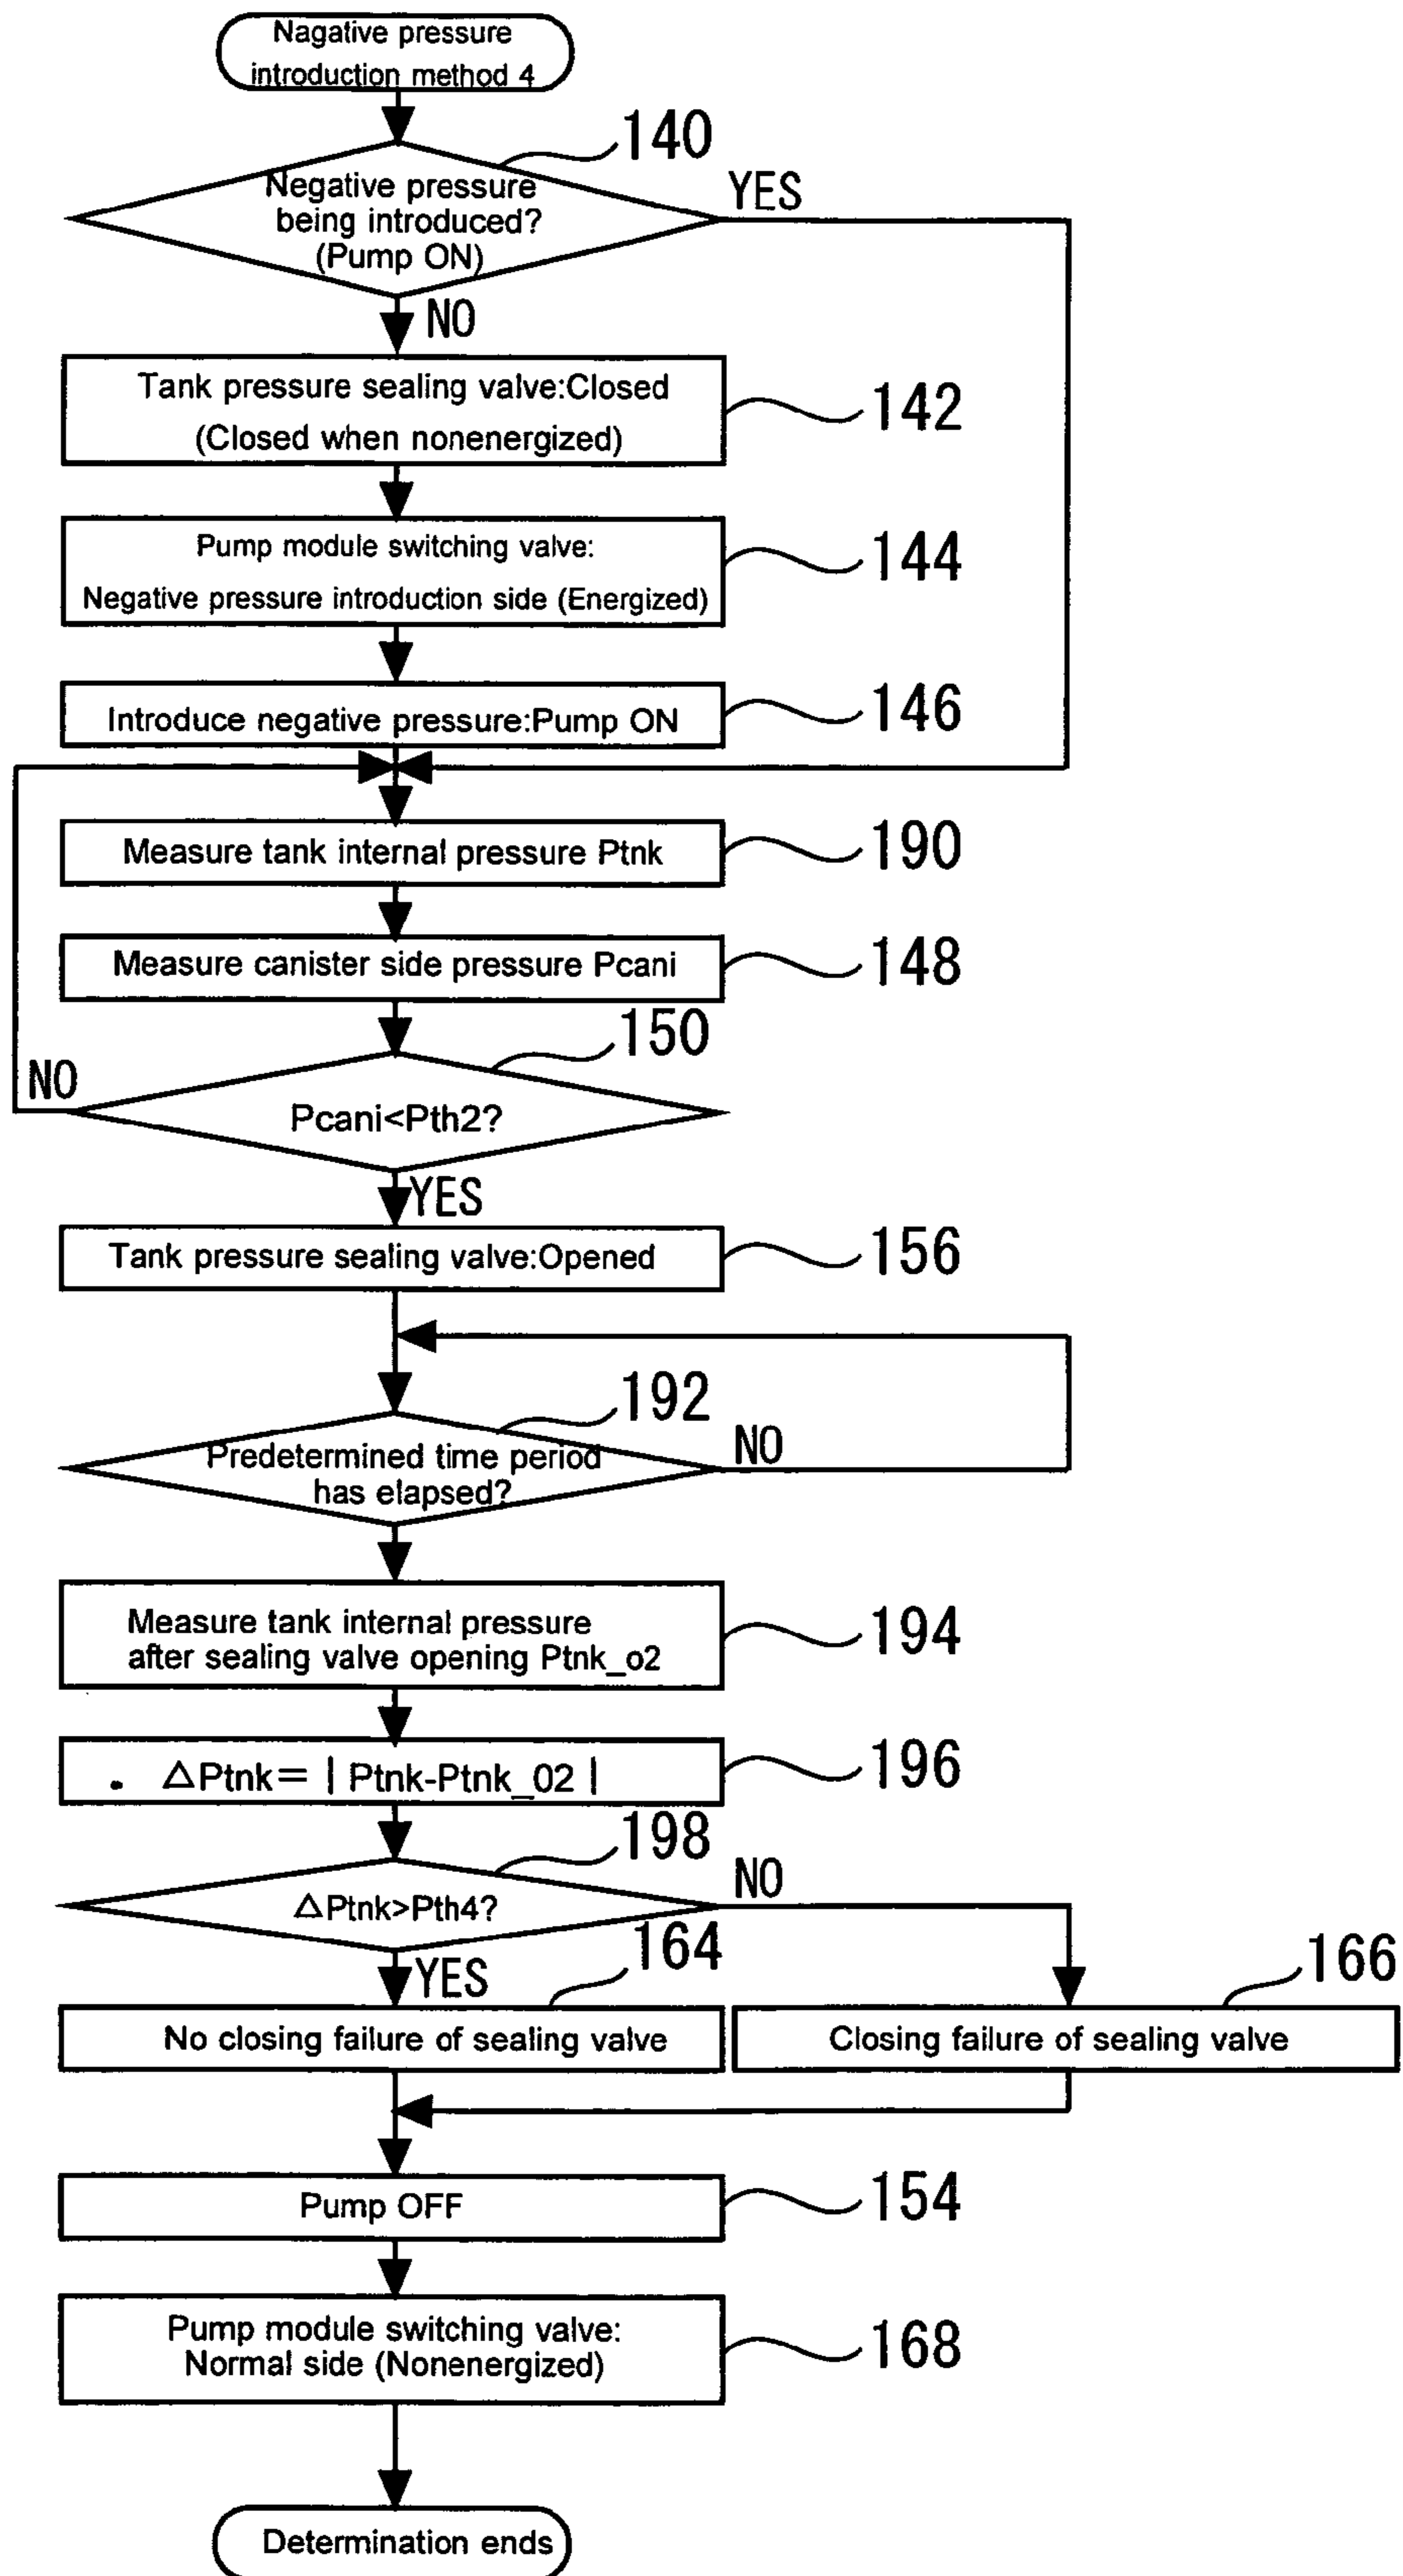 Nagative pressure
introduction method 4
140
Negative pressure
being introduced?
(Pump ON)
YES
NO
Tank pressure sealing valve:Closed
(Closed when nonenergized)
142
Pump module switching valve:
Negative pressure introduction side (Energized)
144
Introduce negative pressure:Pump ON
146
Measure tank internal pressure Ptnk
190
Measure canister side pressure Pcani
148
150
NO
Pcani<Pth2?
YES
Tank pressure sealing valve:Opened
156
192
Predetermined time period
has elapsed?
NO
Measure tank internal pressure
after sealing valve opening Ptnk_o2
194
. △Ptnk=|Ptnk-Ptnk_02|
196
198
△Ptnk>Pth4?
NO
YES
164
166
No closing failure of sealing valve
Closing failure of sealing valve
Pump OFF
154
Pump module switching valve:
Normal side (Nonenergized)
168
Determination ends